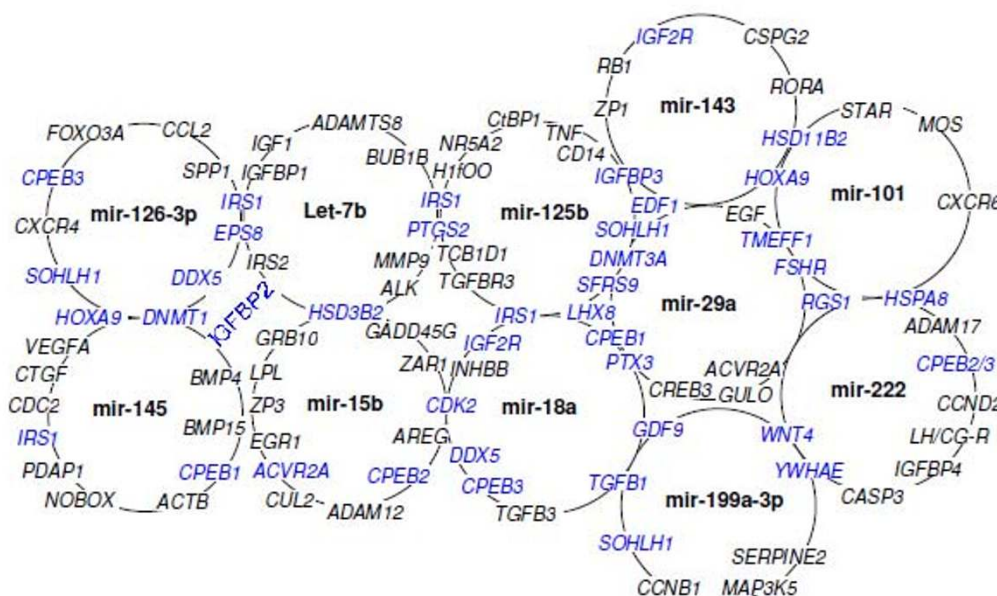 IGF2R
CSPG2
RB1
RORA
ZP1
mir-143
HSD11B2
HOXA9
IGFBP3
EDF1
FOXO3A
CCL2
SPP1
CPEB3
mir-126-3p
CXCR4
SOHLH1
HOXA9
DNMT1
DDX5
EPS8
IRS1
IGF1
IGFBP1
ADAMTS8
BUB1B
Let-7b
IRS1
PTGS2
IRS2
IGFBP2
HSD3B2
MMP9
ALK
NR5A2
H1fOO
CtBP1
TNF
CD14
mir-125b
TCB1D1
TGFBR3
IRS1
SOHLH1
DNMT3A
SFRS9
LHX8
CPEB1
PTX3
mir-29a
EGF
TMEFF1
FSHR
RGS1
CREB3
ACVR2A
GULO
STAR
MOS
mir-101
CXCR6
HSPA8
ADAM17
CPEB2/3
mir-222
CCND2
LH/CG-R
IGFBP4
CASP3
WNT4
YWHAE
VEGFA
CTGF
CDC2
mir-145
IRS1
PDAP1
NOBOX
ACTB
CPEB1
BMP15
BMP4
GRB10
LPL
ZP3
mir-15b
EGR1
ACVR2A
CUL2
ADAM12
CPEB2
AREG
CDK2
ZAR1
GADD45G
IGF2R
INHBB
mir-18a
DDX5
CPEB3
TGFB3
TGFB1
GDF9
mir-199a-3p
SOHLH1
CCNB1
SERPINE2
MAP3K5